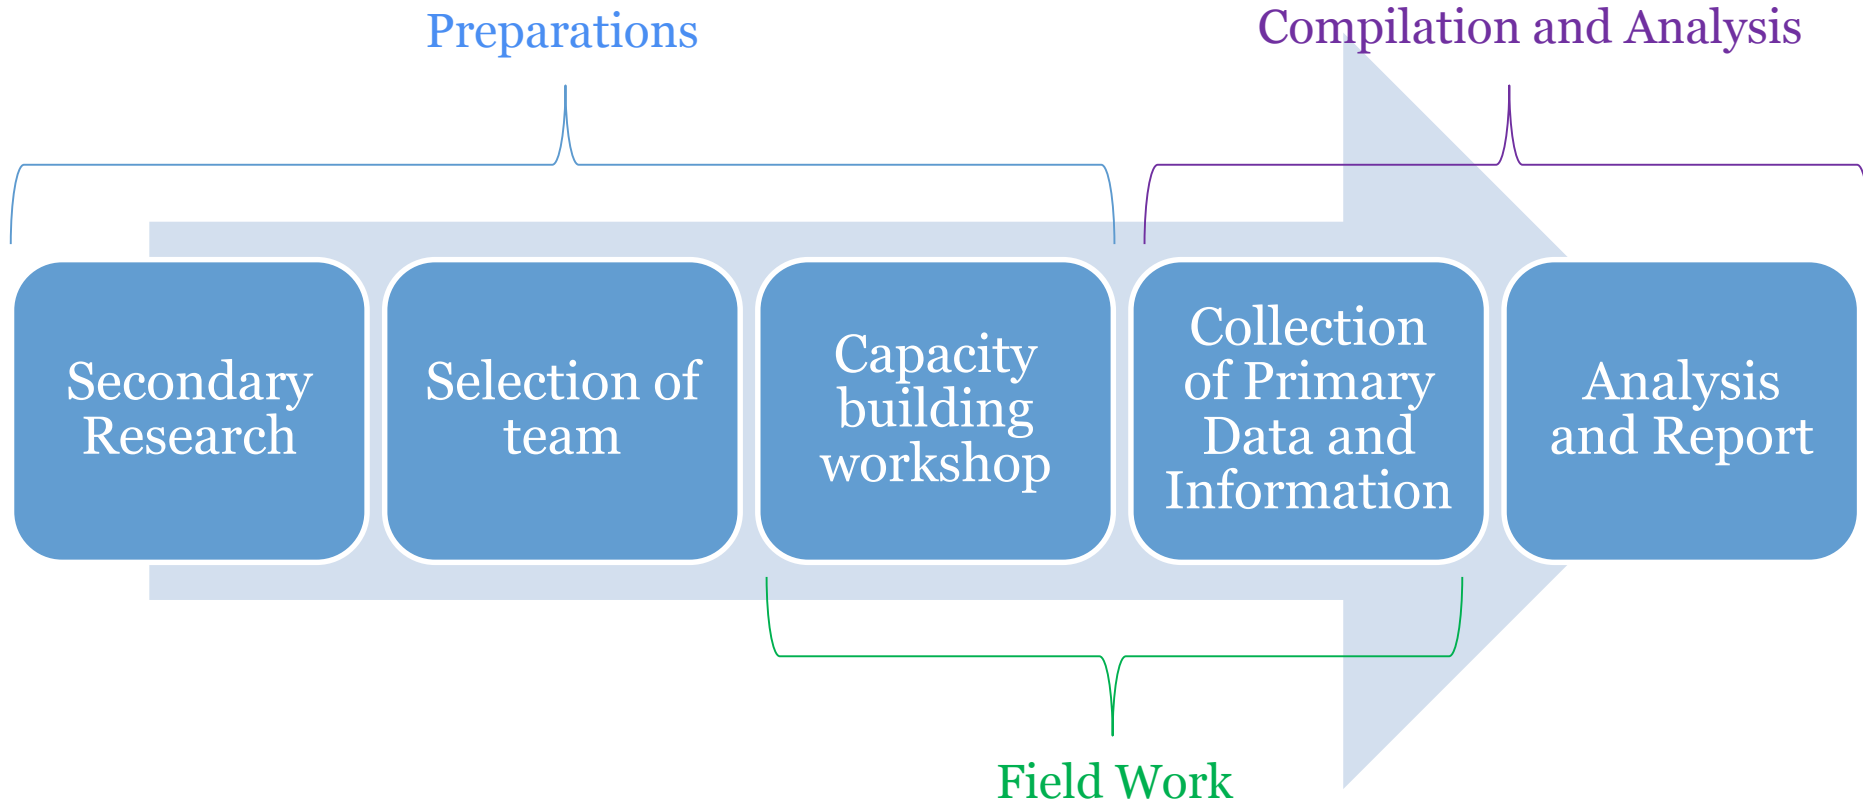 Preparations
Compilation and Analysis
Secondary
Research
Selection of
team
Capacity
building
workshop
Collection
of Primary
Data and
Information
Analysis
and Report
Field Work